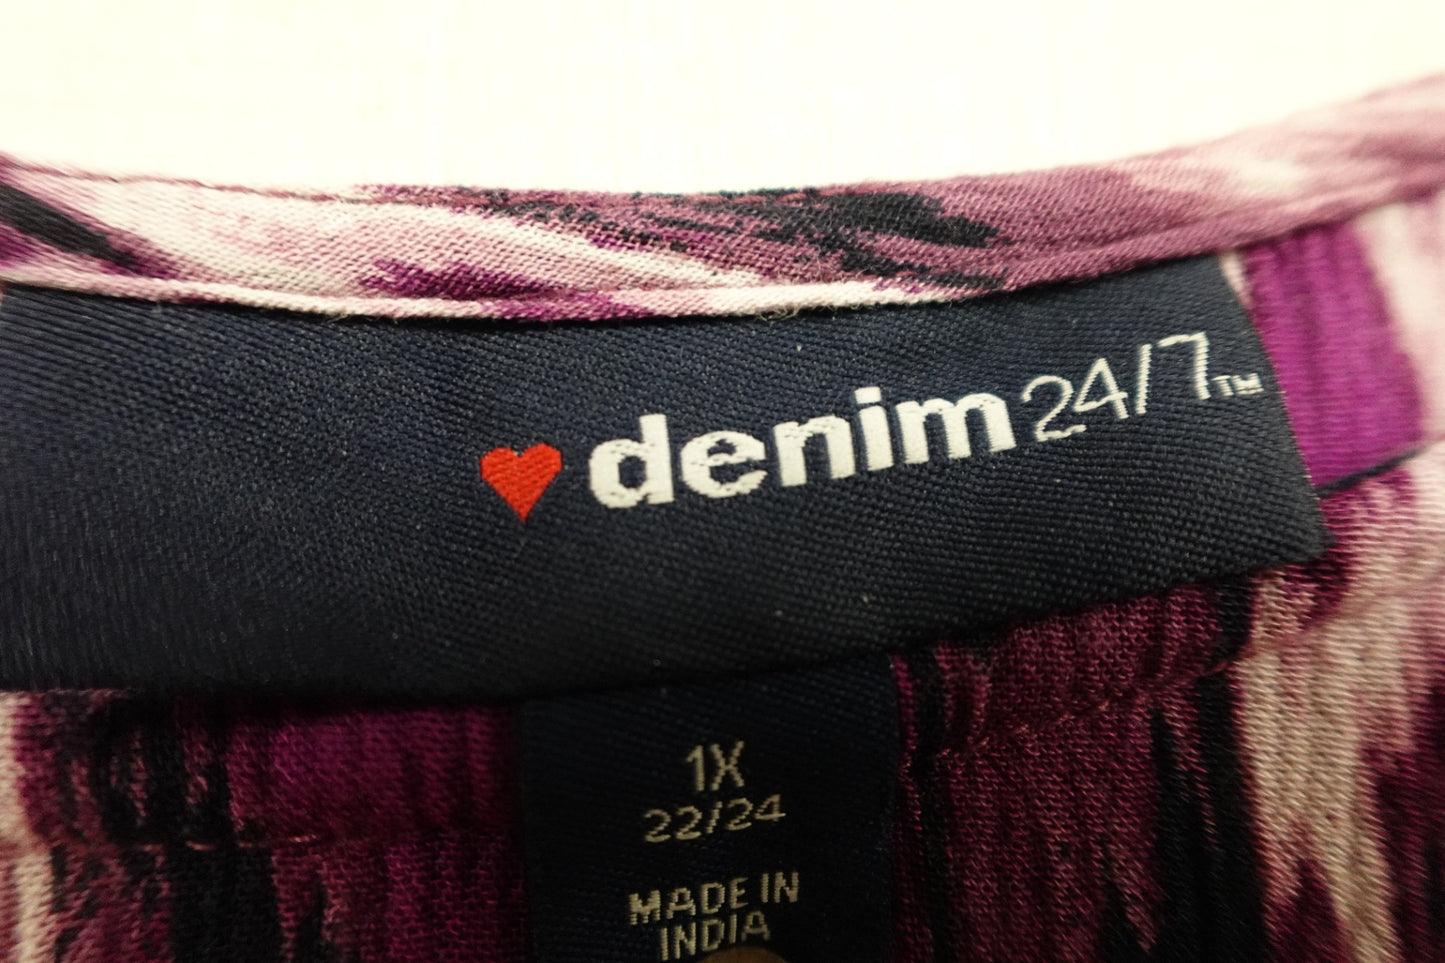 denim 24/7™
1X
22/24
MADE IN
INDIA